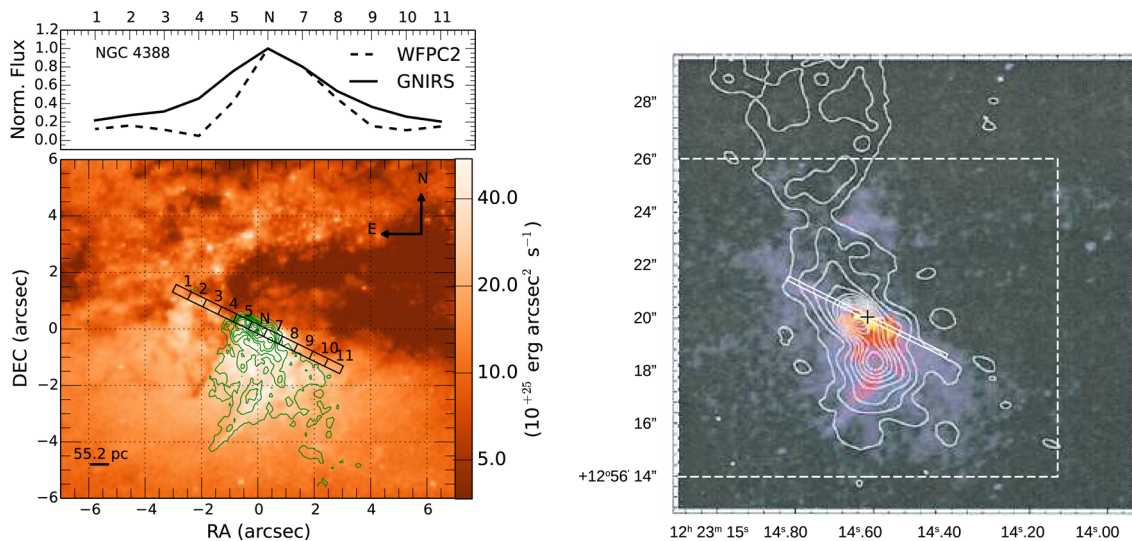 1 2 3 4 5 N 7 8 9 10 11
1.4
1.2
1.0
0.8
0.6
0.4
0.2
0.0
Norm. Flux
NGC 4388
WFPC2
GNIRS
6
4
2
0
−2
−4
−6
DEC (arcsec)
N
E
1 2 3 4 5 N 7 8 9 10 11
55.2 pc
−6 −4 −2 0 2 4 6
RA (arcsec)
40.0
20.0
10.0
5.0
(10⁺²⁵ erg arcsec² s⁻¹)
28”
26”
24”
22”
20”
18”
16”
+12°56' 14”
12ʰ 23ᵐ 15ˢ 14ˢ.80 14ˢ.60 14ˢ.40 14ˢ.20 14ˢ.00